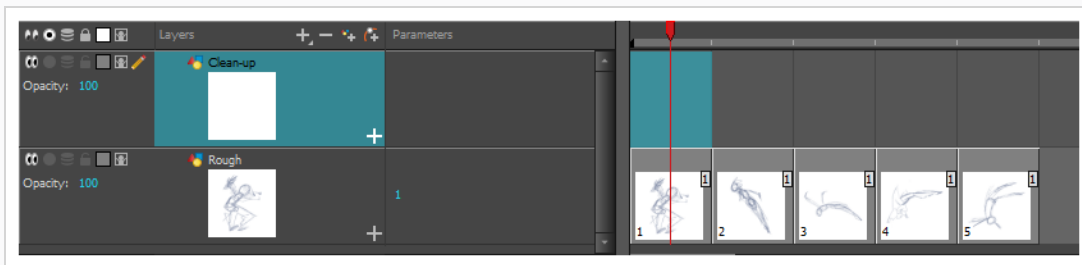 Layers Parameters
Clean-up
Opacity: 100
Rough
Opacity: 100
1
1 1 1 1 1
1 2 3 4 5